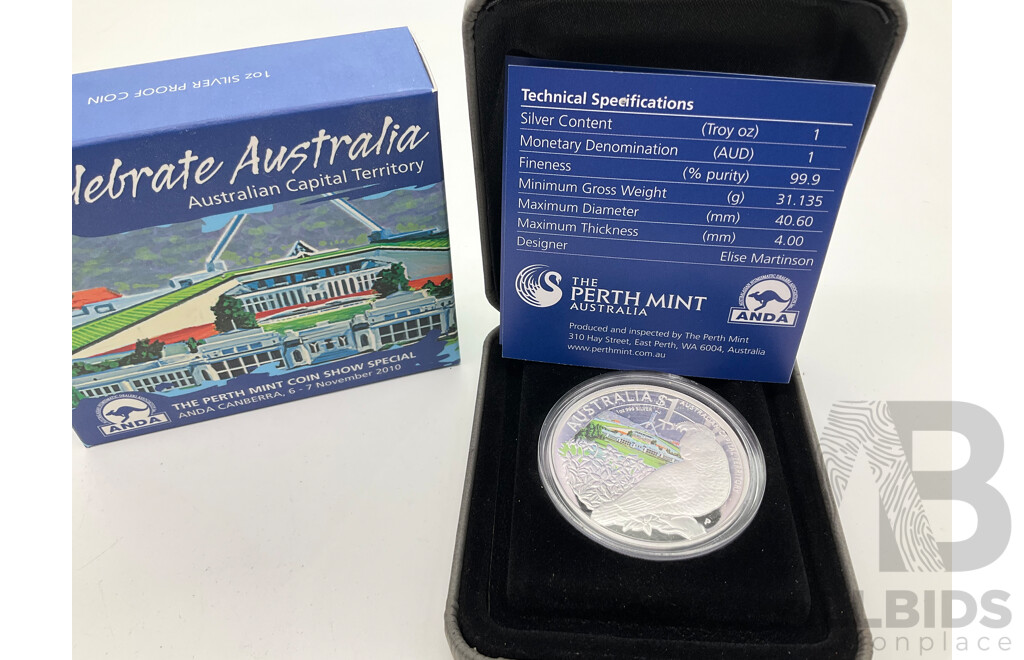 1oz SILVER PROOF COIN
lebrate Australia
Australian Capital Territory
THE PERTH MINT COIN SHOW SPECIAL
ANDA CANBERRA, 6 - 7 November 2010
ANDA
Technical Specifications
Silver Content (Troy oz) 1
Monetary Denomination (AUD) 1
Fineness (% purity) 99.9
Minimum Gross Weight (g) 31.135
Maximum Diameter (mm) 40.60
Maximum Thickness (mm) 4.00
Designer Elise Martinson
THE
PERTH MINT
AUSTRALIA
ANDA
Produced and inspected by The Perth Mint
310 Hay Street, East Perth, WA 6004, Australia
www.perthmint.com.au
AUSTRALIA
1oz 999 SILVER
P
AB
LBIDS
onplace